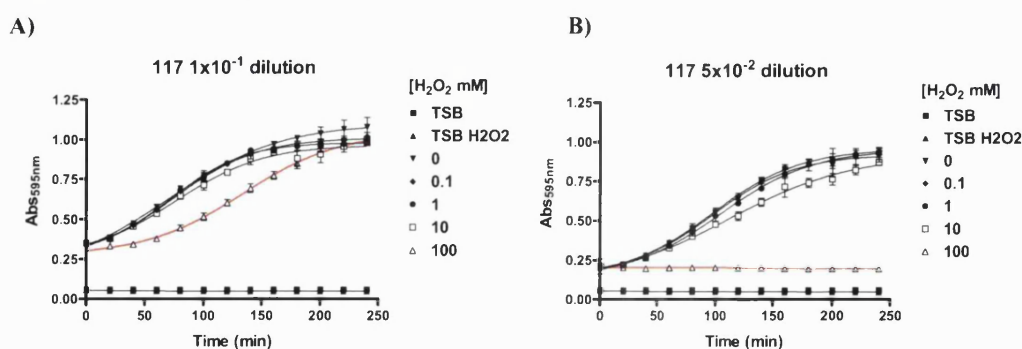 A)
117 1x10⁻¹ dilution
Abs595nm
1.25
1.00
0.75
0.50
0.25
0.00
0 50 100 150 200 250
Time (min)
[H₂O₂ mM]
TSB
TSB H2O2
0
0.1
1
10
100
B)
117 5x10⁻² dilution
Abs595nm
1.25
1.00
0.75
0.50
0.25
0.00
0 50 100 150 200 250
Time (min)
[H₂O₂ mM]
TSB
TSB H2O2
0
0.1
1
10
100